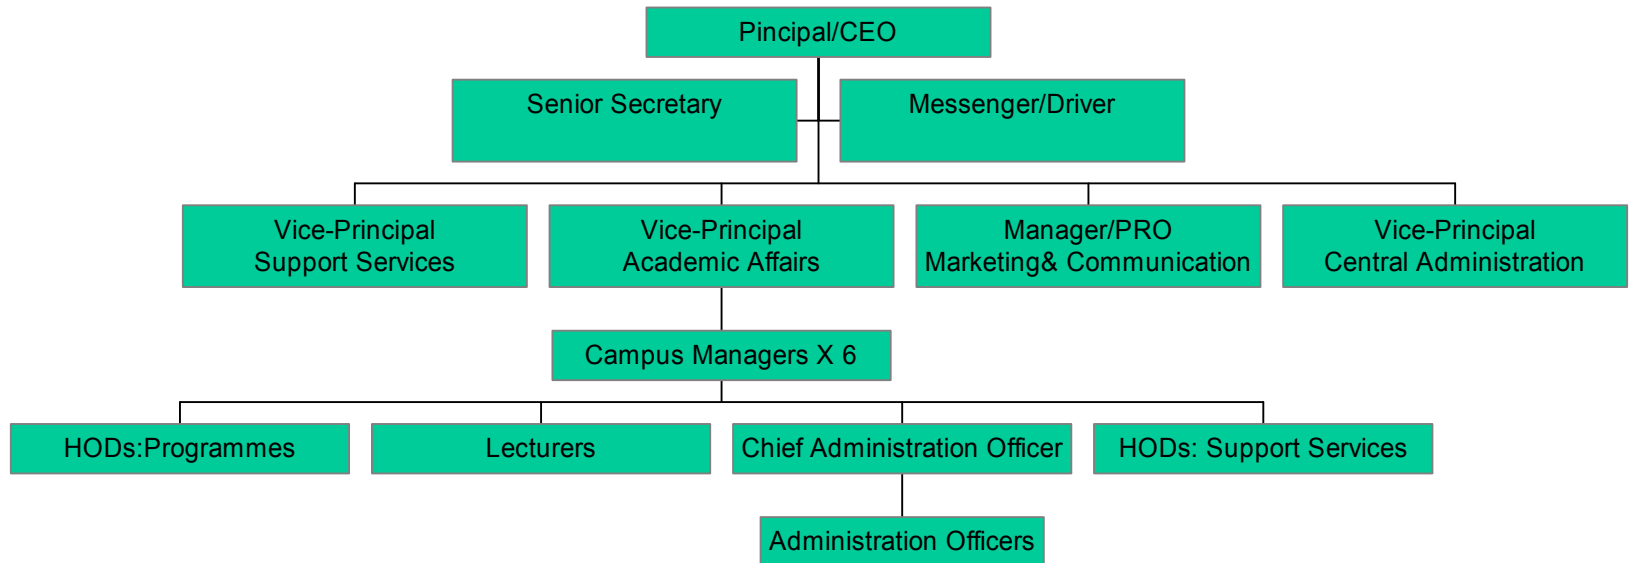 Pincipal/CEO
Senior Secretary
Messenger/Driver
Vice-Principal
Support Services
Vice-Principal
Academic Affairs
Manager/PRO
Marketing& Communication
Vice-Principal
Central Administration
Campus Managers X 6
HODs:Programmes
Lecturers
Chief Administration Officer
HODs: Support Services
Administration Officers